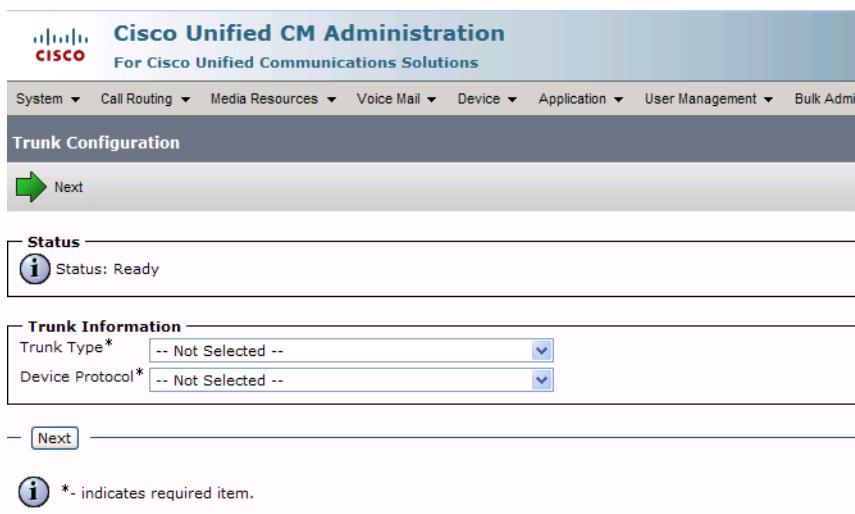 CISCO
Cisco Unified CM Administration
For Cisco Unified Communications Solutions
System Call Routing Media Resources Voice Mail Device Application User Management Bulk Admi
Trunk Configuration
Next
Status
Status: Ready
Trunk Information
Trunk Type* -- Not Selected --
Device Protocol* -- Not Selected --
Next
*- indicates required item.